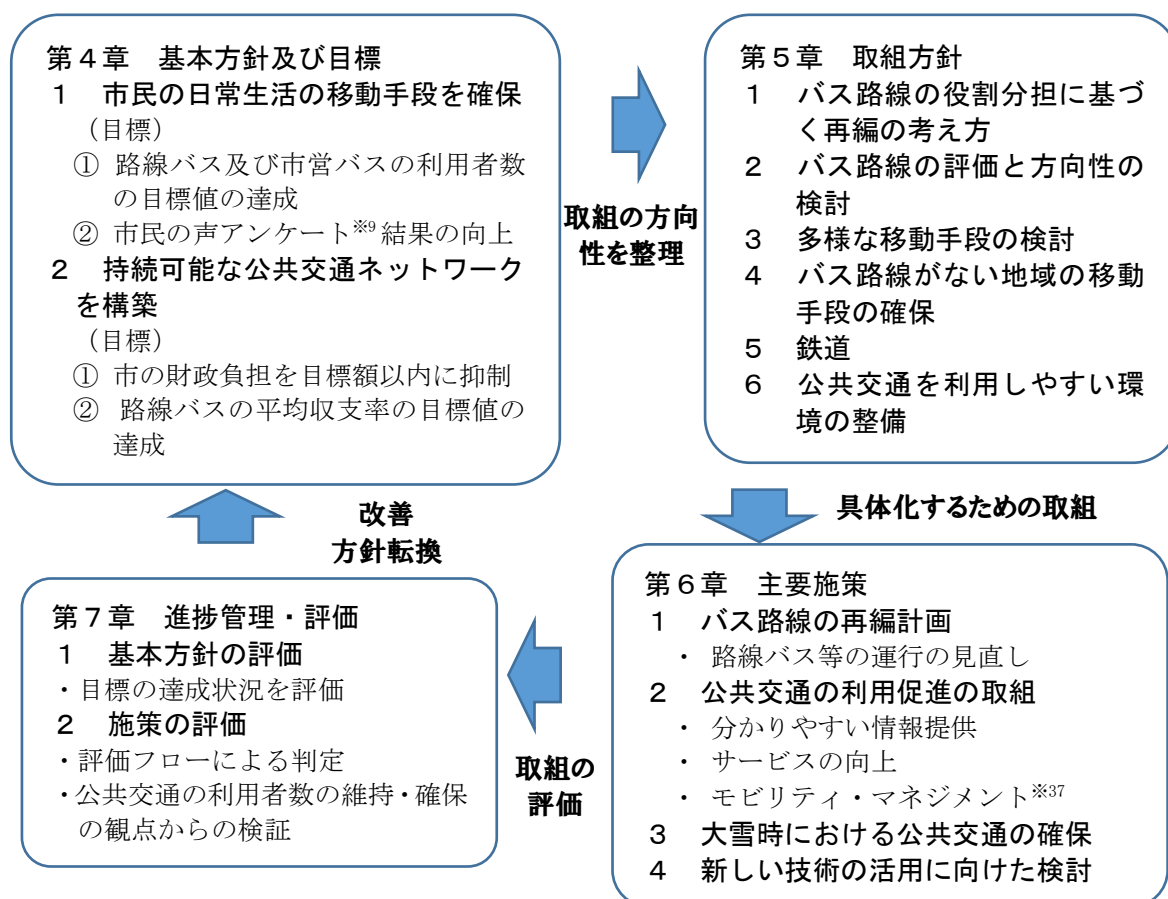 第４章　基本方針及び目標
１　市民の日常生活の移動手段を確保
（目標）
① 路線バス及び市営バスの利用者数
の目標値の達成
② 市民の声アンケート※9 結果の向上
２　持続可能な公共交通ネットワーク
を構築
（目標）
① 市の財政負担を目標額以内に抑制
② 路線バスの平均収支率の目標値の
達成
取組の方向
性を整理
第５章　取組方針
１　バス路線の役割分担に基づ
く再編の考え方
２　バス路線の評価と方向性の
検討
３　多様な移動手段の検討
４　バス路線がない地域の移動
手段の確保
５　鉄道
６　公共交通を利用しやすい環
境の整備
具体化するための取組
第６章　主要施策
１　バス路線の再編計画
・ 路線バス等の運行の見直し
２　公共交通の利用促進の取組
・ 分かりやすい情報提供
・ サービスの向上
・ モビリティ・マネジメント※37
３　大雪時における公共交通の確保
４　新しい技術の活用に向けた検討
取組の
評価
第７章　進捗管理・評価
１　基本方針の評価
・目標の達成状況を評価
２　施策の評価
・評価フローによる判定
・公共交通の利用者数の維持・確保
の観点からの検証
改善
方針転換